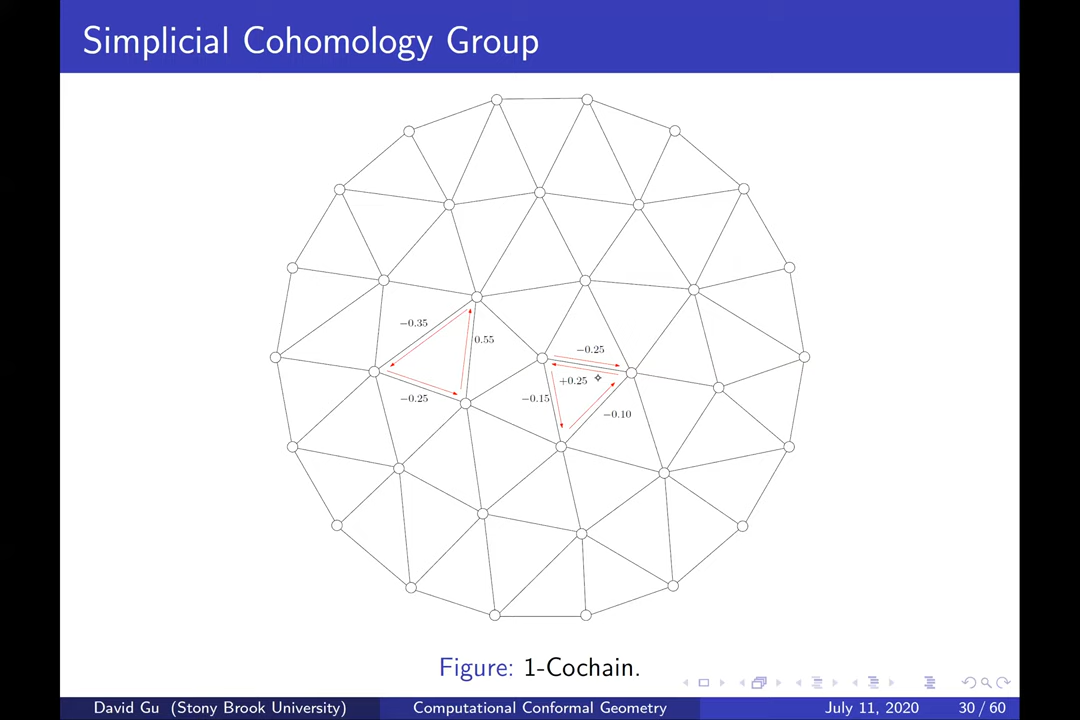 Simplicial Cohomology Group
−0.35
0.55
−0.25
−0.25
+0.25
−0.15
−0.10
Figure: 1-Cochain.
David Gu (Stony Brook University) Computational Conformal Geometry July 11, 2020 30 / 60